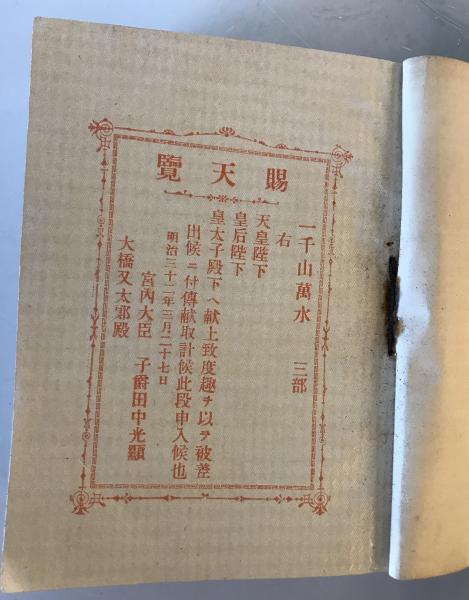 賜天覽
一千山萬水 三部
右
天皇陛下
皇后陛下
皇太子殿下ヘ献上致度趣ヲ以テ被差
出候ニ付傳献取計候此段申入候也
明治三十二年三月二十七日
宮内大臣 子爵田中光顯
大橋又太郎殿